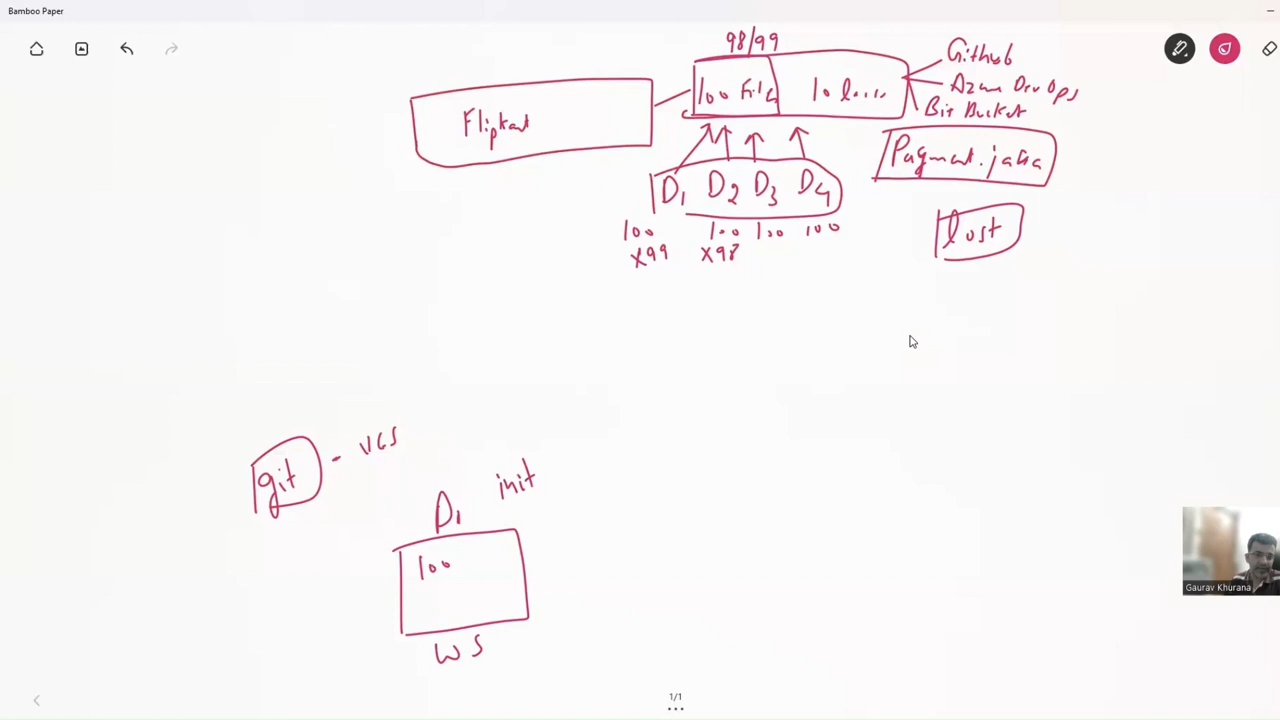 Bamboo Paper
98/99
Flipkart
100 Files
Github
Azure DevOps
Bit Bucket
Payment.java
D1 D2 D3 D4
100 100 100 100
X99 X98
lost
git - VCS
init
D1
100
WS
Gaurav Khurana
1/1